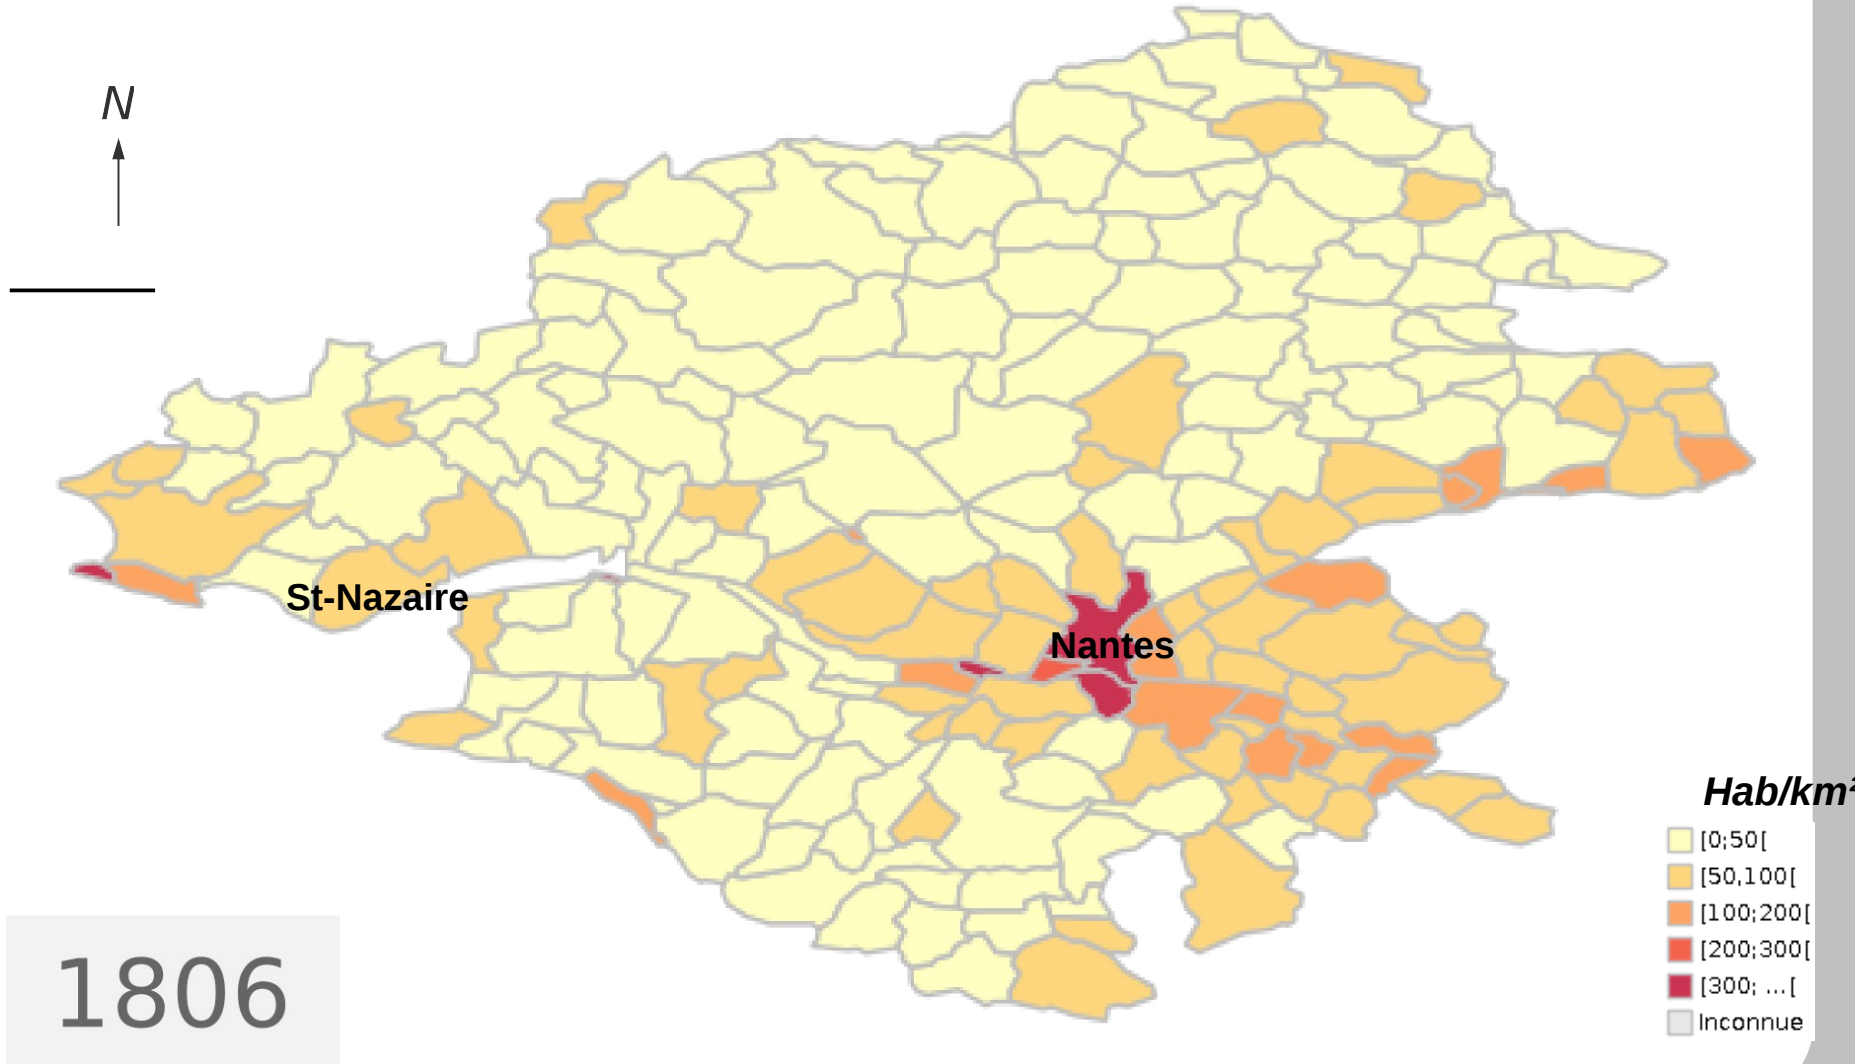 N
St-Nazaire
Nantes
Hab/km²
[0;50[
[50,100[
[100;200[
[200;300[
[300; ...[
Inconnue
1806